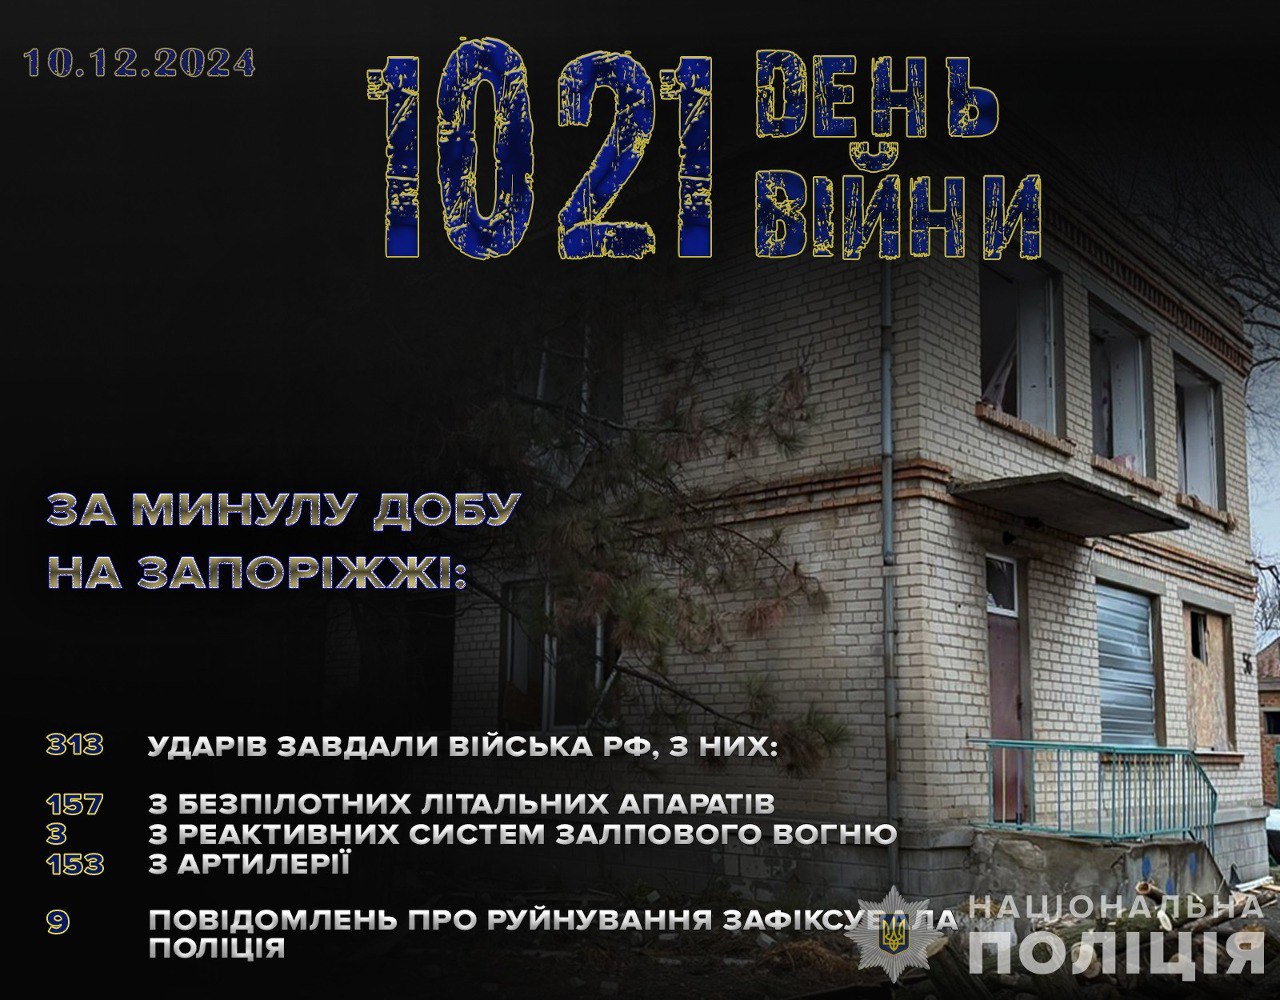 10.12.2024
1021 ДЕНЬ
ВІЙНИ
ЗА МИНУЛУ ДОБУ
НА ЗАПОРІЖЖІ:
313 УДАРІВ ЗАВДАЛИ ВІЙСЬКА РФ, З НИХ:
157 З БЕЗПІЛОТНИХ ЛІТАЛЬНИХ АПАРАТІВ
3 З РЕАКТИВНИХ СИСТЕМ ЗАЛПОВОГО ВОГНЮ
153 З АРТИЛЕРІЇ
9 ПОВІДОМЛЕНЬ ПРО РУЙНУВАННЯ ЗАФІКСУВАЛА
ПОЛІЦІЯ
НАЦІОНАЛЬНА
ПОЛІЦІЯ
56